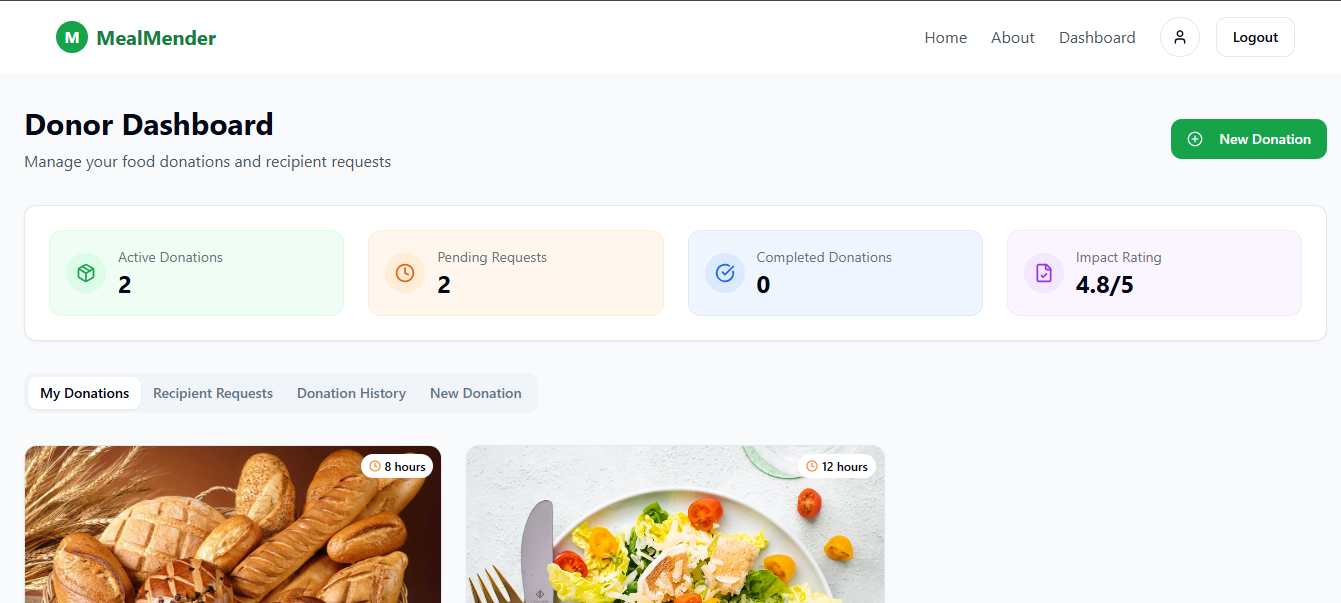 M MealMender
Home About Dashboard Logout
Donor Dashboard
Manage your food donations and recipient requests
New Donation
Active Donations
2
Pending Requests
2
Completed Donations
0
Impact Rating
4.8/5
My Donations Recipient Requests Donation History New Donation
8 hours
12 hours